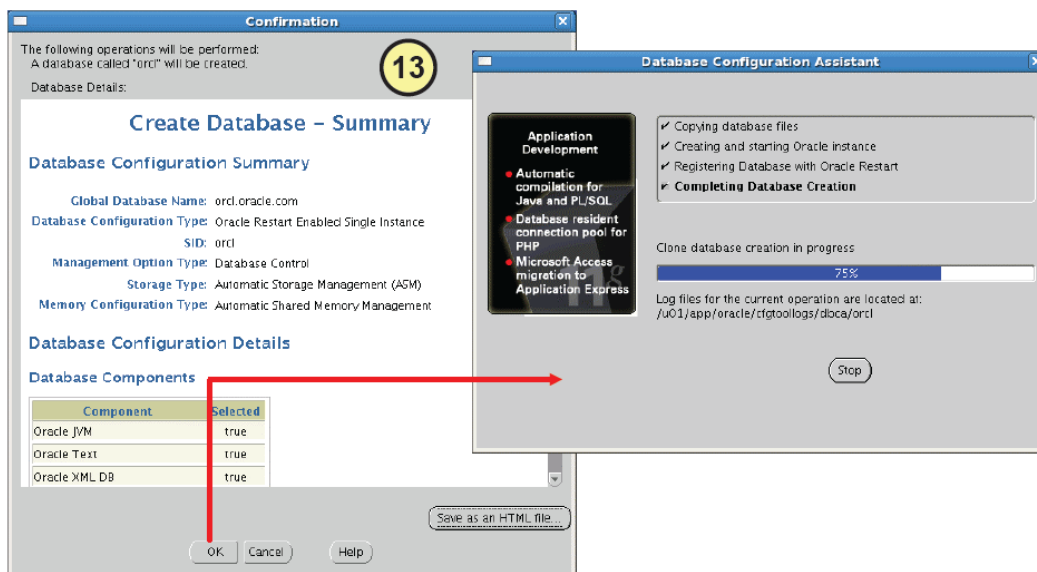 Confirmation
The following operations will be performed:
A database called "orcl" will be created.
Database Details:
13
Create Database – Summary
Database Configuration Summary
Global Database Name: orcl.oracle.com
Database Configuration Type: Oracle Restart Enabled Single Instance
SID: orcl
Management Option Type: Database Control
Storage Type: Automatic Storage Management (ASM)
Memory Configuration Type: Automatic Shared Memory Management
Database Configuration Details
Database Components
Component Selected
Oracle JVM true
Oracle Text true
Oracle XML DB true
Save as an HTML file...
OK Cancel Help
Database Configuration Assistant
Application
Development
Automatic
compilation for
Java and PL/SQL
Database resident
connection pool for
PHP
Microsoft Access
migration to
Application Express
11g
Copying database files
Creating and starting Oracle instance
Registering Database with Oracle Restart
Completing Database Creation
Clone database creation in progress
75%
Log files for the current operation are located at:
/u01/app/oracle/cfgtoollogs/dbca/orcl
Stop